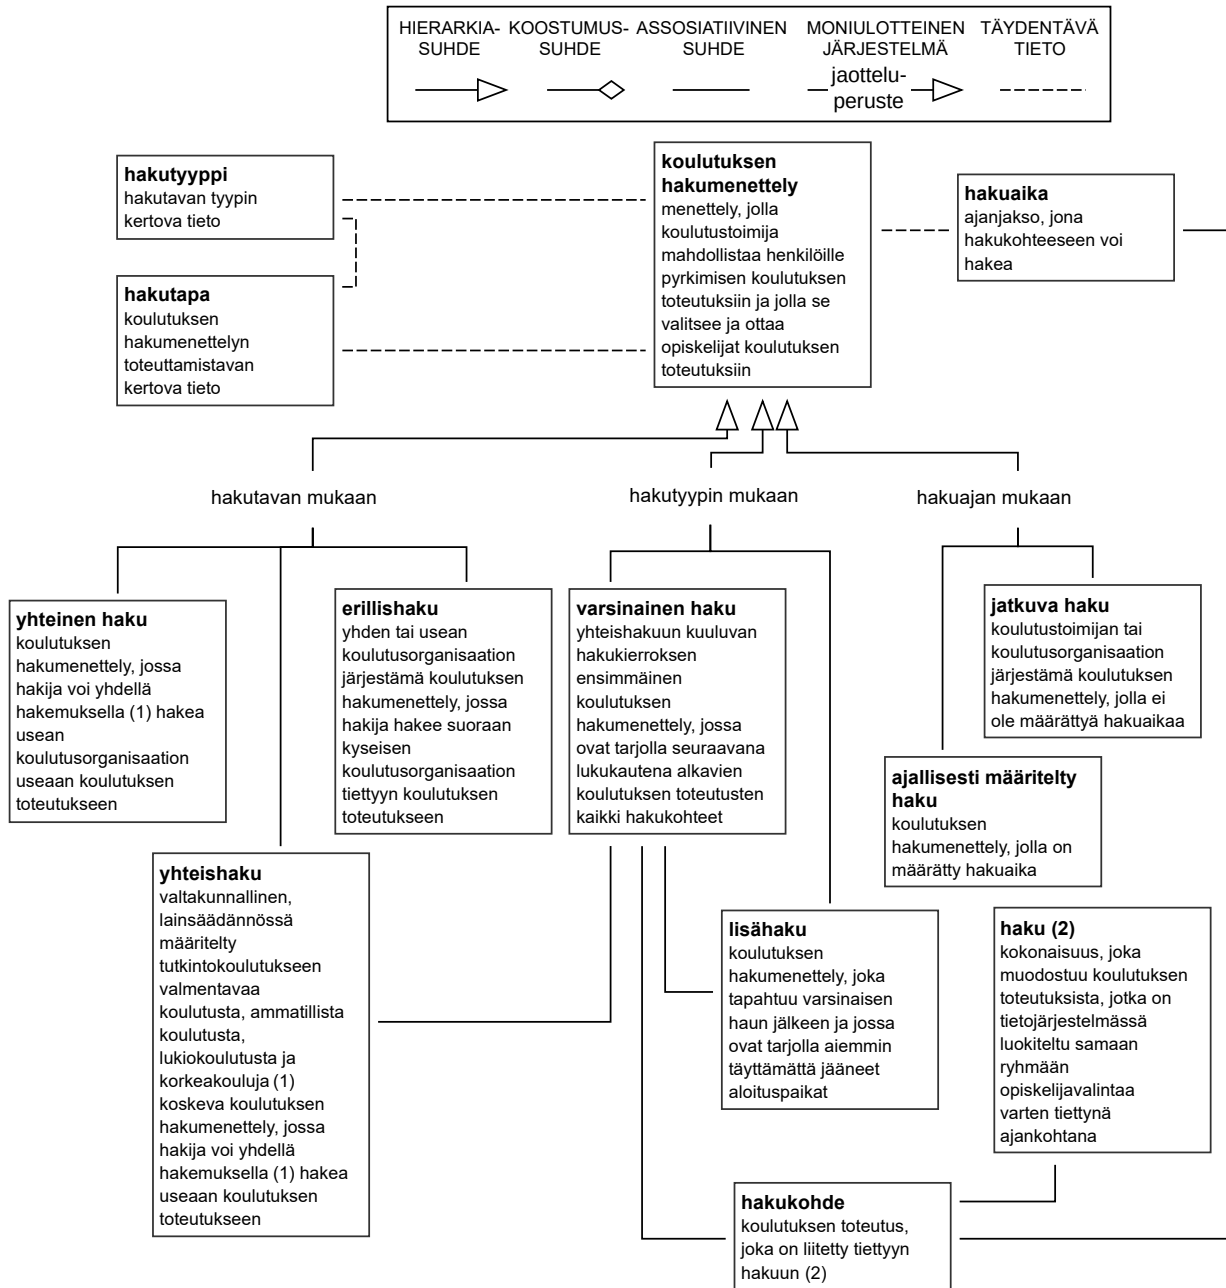 HIERARKIA-
SUHDE
KOOSTUMUS-
SUHDE
ASSOSIATIIVINEN
SUHDE
MONIULOTTEINEN
JÄRJESTELMÄ
TÄYDENTÄVÄ
TIETO
jaottelu-
peruste
hakutyyppi
hakutavan tyypin
kertova tieto
hakutapa
koulutuksen
hakumenettelyn
toteuttamistavan
kertova tieto
koulutuksen
hakumenettely
menettely, jolla
koulutustoimija
mahdollistaa henkilöille
pyrkimisen koulutuksen
toteutuksiin ja jolla se
valitsee ja ottaa
opiskelijat koulutuksen
toteutuksiin
hakuaika
ajanjakso, jona
hakukohteeseen voi
hakea
hakutavan mukaan
hakutyypin mukaan
hakuajan mukaan
yhteinen haku
koulutuksen
hakumenettely, jossa
hakija voi yhdellä
hakemuksella (1) hakea
usean
koulutusorganisaation
useaan koulutuksen
toteutukseen
erillishaku
yhden tai usean
koulutusorganisaation
järjestämä koulutuksen
hakumenettely, jossa
hakija hakee suoraan
kyseisen
koulutusorganisaation
tiettyyn koulutuksen
toteutukseen
varsinainen haku
yhteishakuun kuuluvan
hakukierroksen
ensimmäinen
koulutuksen
hakumenettely, jossa
ovat tarjolla seuraavana
lukukautena alkavien
koulutuksen toteutusten
kaikki hakukohteet
jatkuva haku
koulutustoimijan tai
koulutusorganisaation
järjestämä koulutuksen
hakumenettely, jolla ei
ole määrättyä hakuaikaa
ajallisesti määritelty
haku
koulutuksen
hakumenettely, jolla on
määrätty hakuaika
yhteishaku
valtakunnallinen,
lainsäädännössä
määritelty
tutkintokoulutukseen
valmentavaa
koulutusta, ammatillista
koulutusta,
lukiokoulutusta ja
korkeakouluja (1)
koskeva koulutuksen
hakumenettely, jossa
hakija voi yhdellä
hakemuksella (1) hakea
useaan koulutuksen
toteutukseen
lisähaku
koulutuksen
hakumenettely, joka
tapahtuu varsinaisen
haun jälkeen ja jossa
ovat tarjolla aiemmin
täyttämättä jääneet
aloituspaikat
haku (2)
kokonaisuus, joka
muodostuu koulutuksen
toteutuksista, jotka on
tietojärjestelmässä
luokiteltu samaan
ryhmään
opiskelijavalintaa
varten tiettynä
ajankohtana
hakukohde
koulutuksen toteutus,
joka on liitetty tiettyyn
hakuun (2)